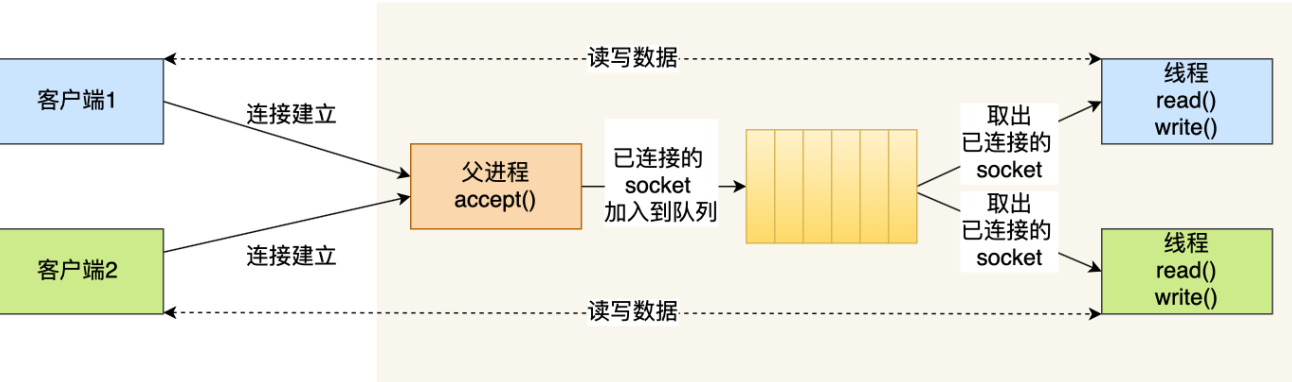 读写数据
客户端1
连接建立
父进程
accept()
已连接的
socket
加入到队列
取出
已连接的
socket
线程
read()
write()
客户端2
连接建立
取出
已连接的
socket
线程
read()
write()
读写数据